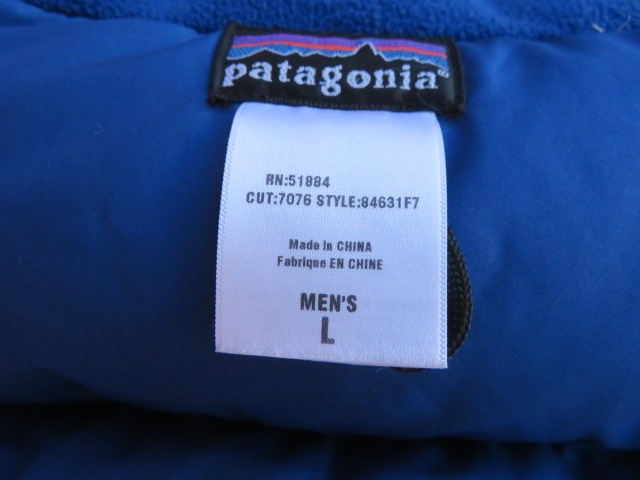 patagonia®
RN:51884
CUT:7076 STYLE:84631F7
Made in CHINA
Fabrique EN CHINE
MEN'S
L